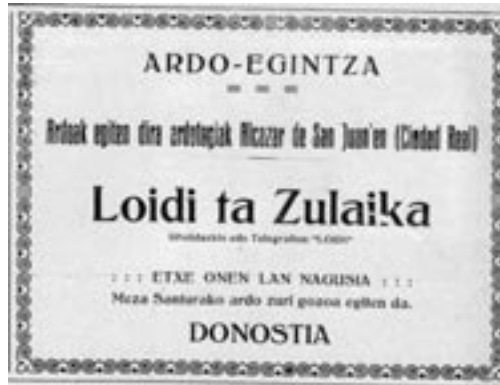 ARDO-EGINTZA
Ardoak egiten dira ardotegiak Alcazar de San Juan'en (Ciudad Real)
Loidi ta Zulaika
"LOIDI"
: : : ETXE ONEN LAN NAGUSIA : : :
Meza Santurako ardo zuri gozoa egiten da.
DONOSTIA